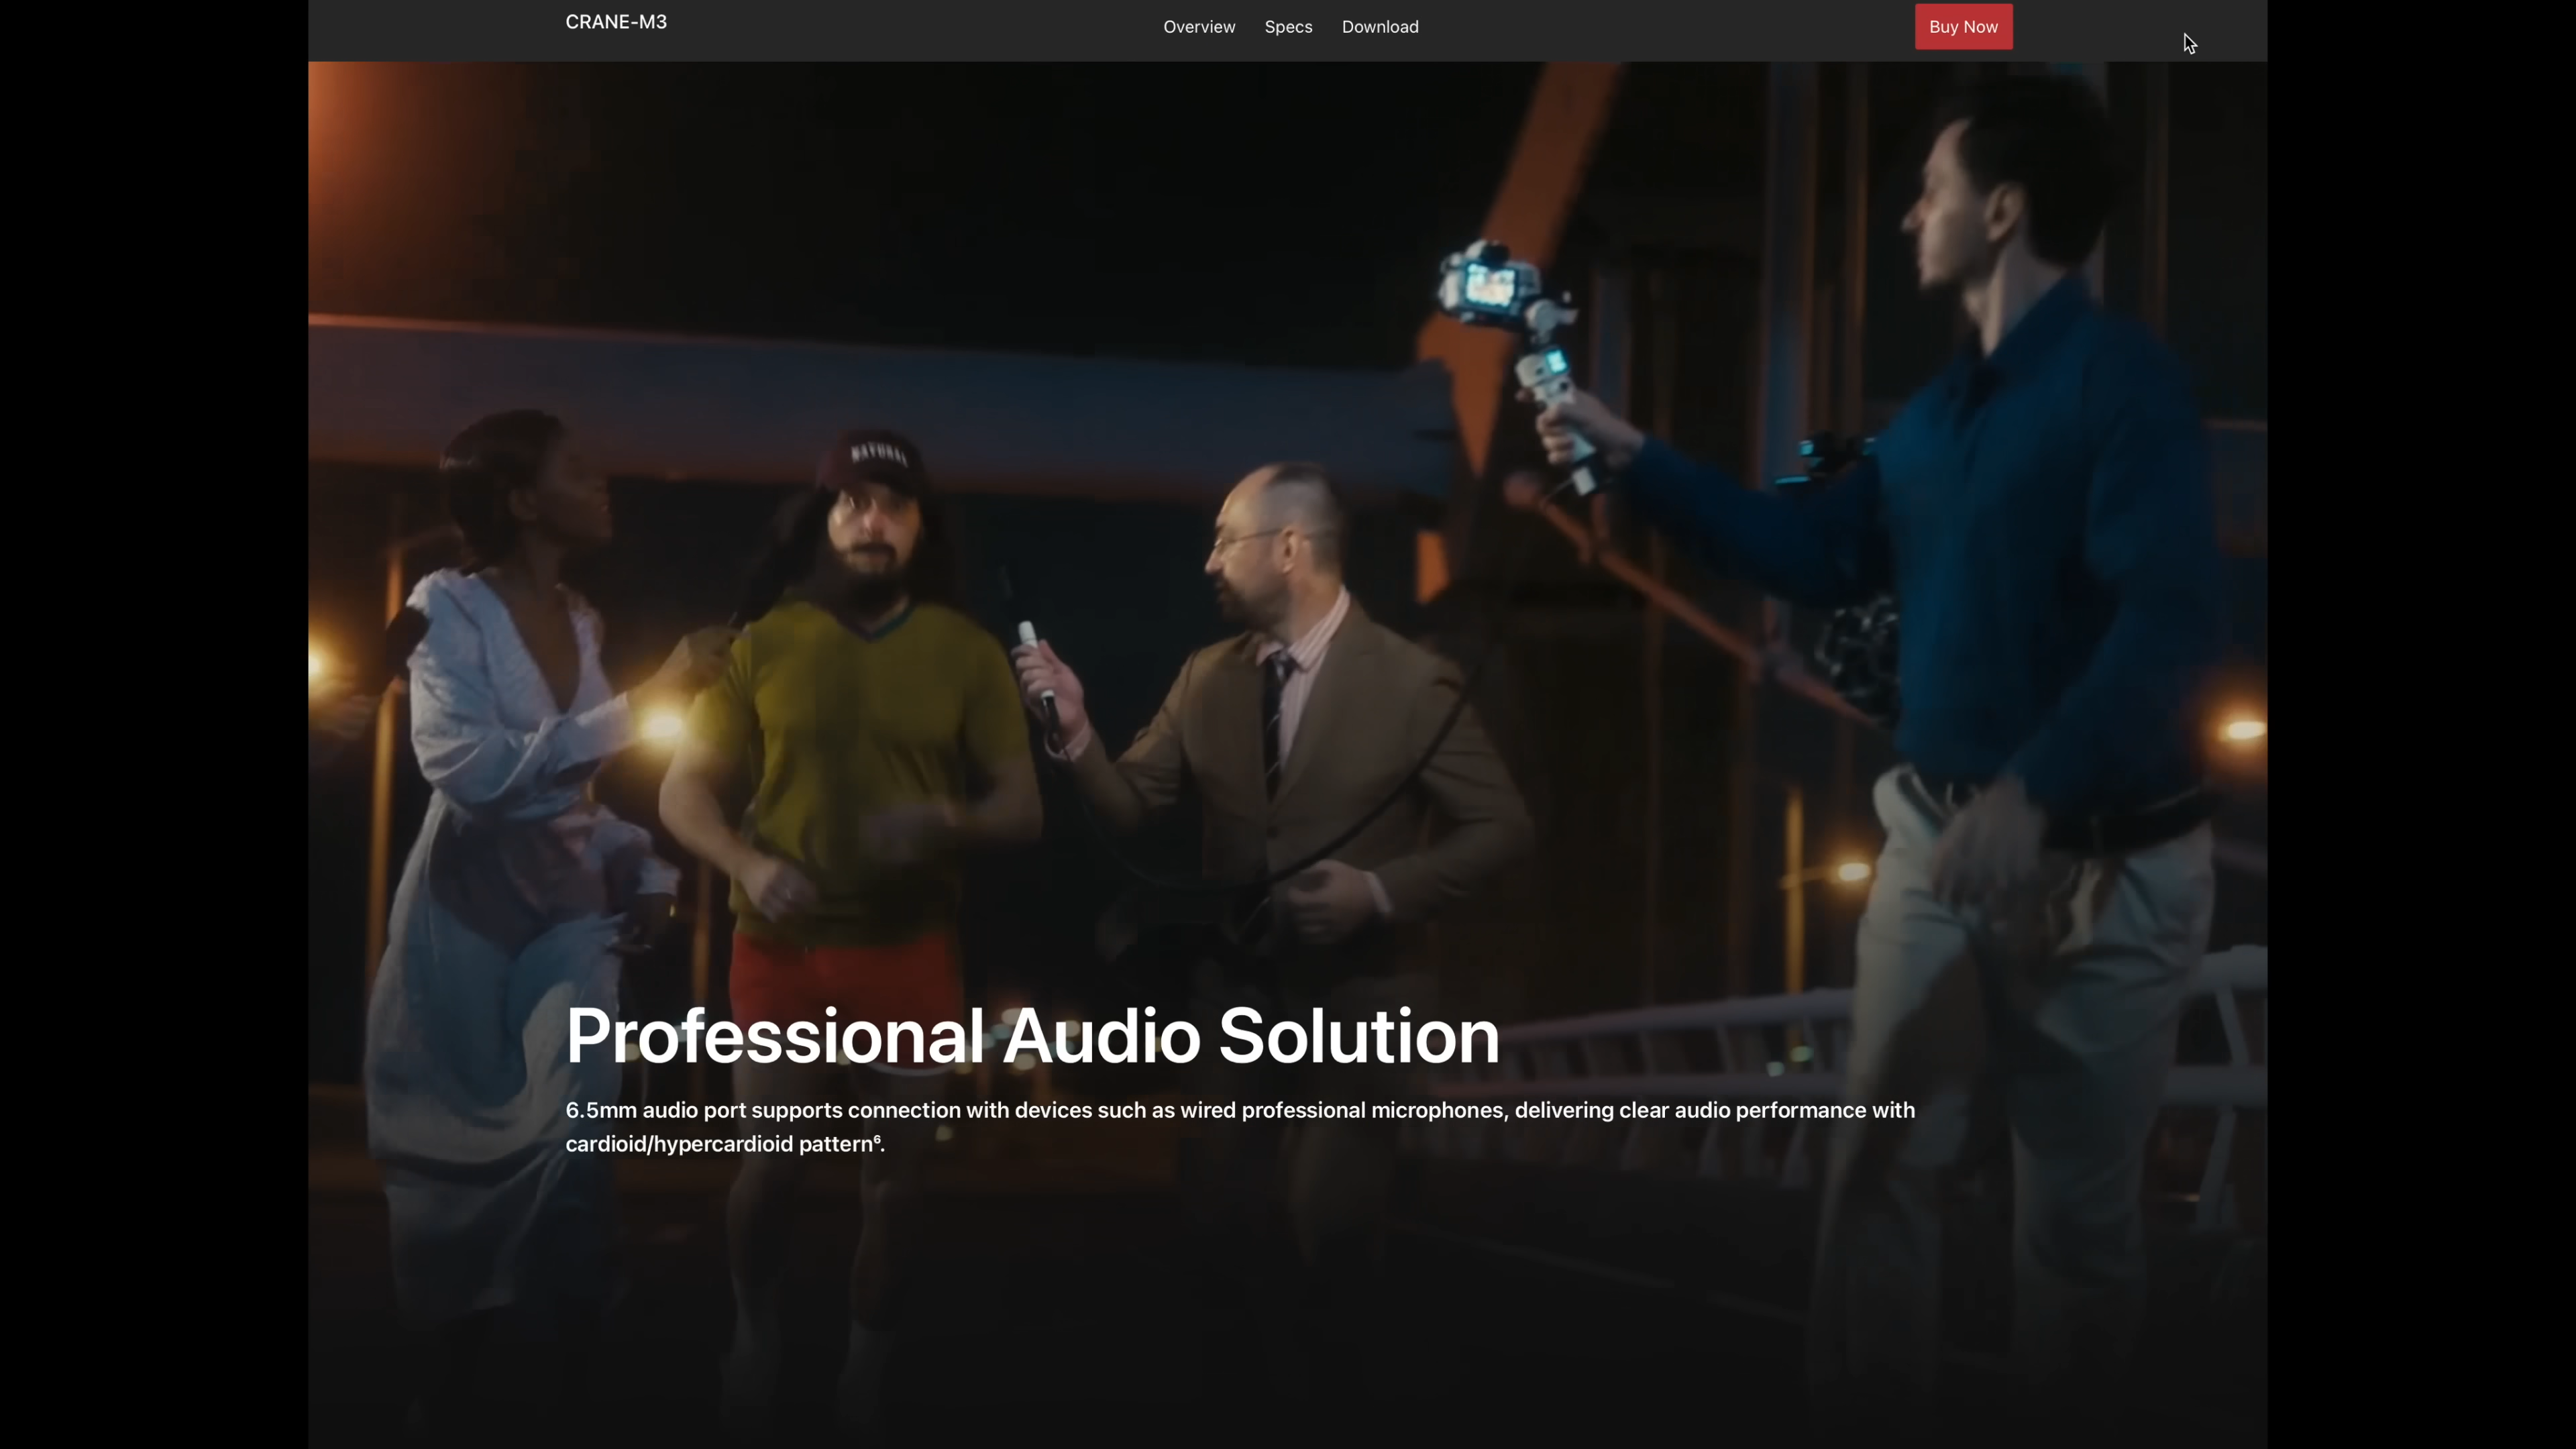 CRANE-M3
Overview Specs Download
Buy Now
NATURAL
Professional Audio Solution
6.5mm audio port supports connection with devices such as wired professional microphones, delivering clear audio performance with
cardioid/hypercardioid pattern⁶.